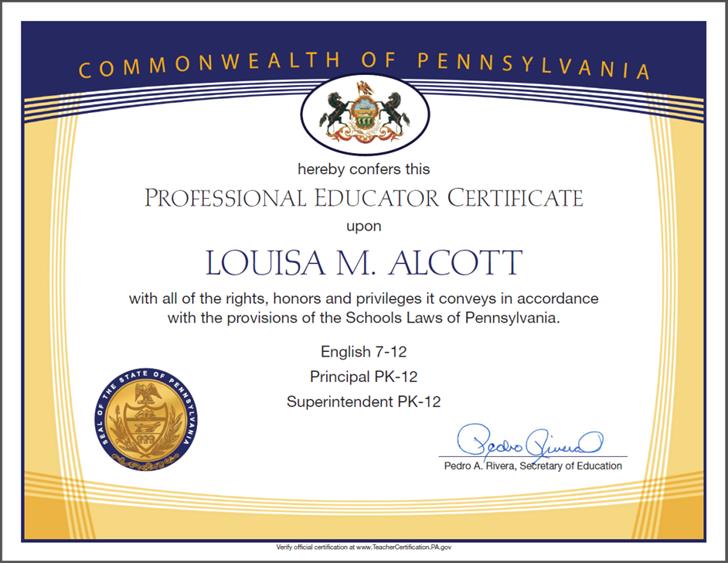 COMMONWEALTH OF PENNSYLVANIA
hereby confers this
PROFESSIONAL EDUCATOR CERTIFICATE
upon
LOUISA M. ALCOTT
with all of the rights, honors and privileges it conveys in accordance
with the provisions of the Schools Laws of Pennsylvania.
English 7-12
Principal PK-12
Superintendent PK-12
SEAL OF THE STATE OF PENNSYLVANIA
Pedro Rivera
Pedro A. Rivera, Secretary of Education
Verify official certification at www.TeacherCertification.PA.gov